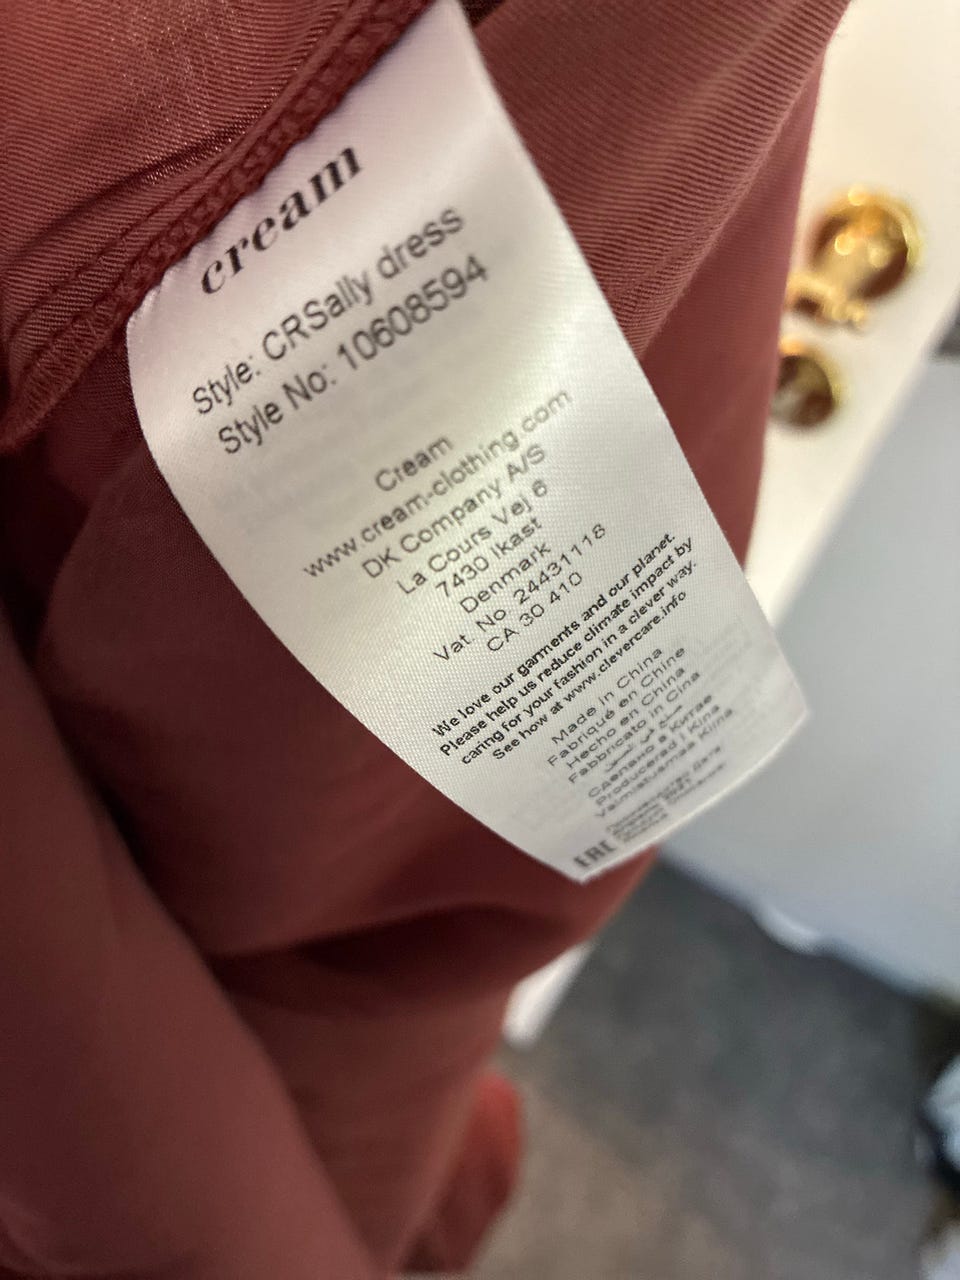 cream
Style: CRSally dress
Style No: 10608594
Cream
www.cream-clothing.com
DK Company A/S
La Cours Vej 6
7430 Ikast
Denmark
Vat. No. 24431118
CA 30 410
We love our garments and our planet.
Please help us reduce climate impact by
caring for your fashion in a clever way.
See how at www.clevercare.info
Made in China
Fabriqué en Chine
Hecho en China
Fabbricato in Cina
Producerad i Kina
EAC